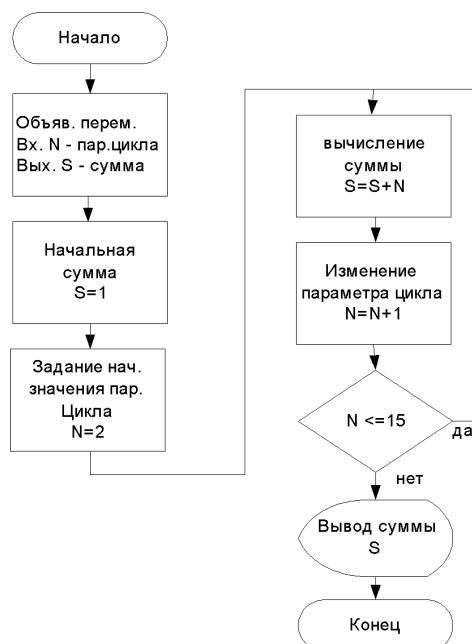 Начало
Объяв. перем.
Вх. N - пар.цикла
Вых. S - сумма
Начальная
сумма
S=1
Задание нач.
значения пар.
Цикла
N=2
вычисление
суммы
S=S+N
Изменение
параметра цикла
N=N+1
N <=15
да
нет
Вывод суммы
S
Конец